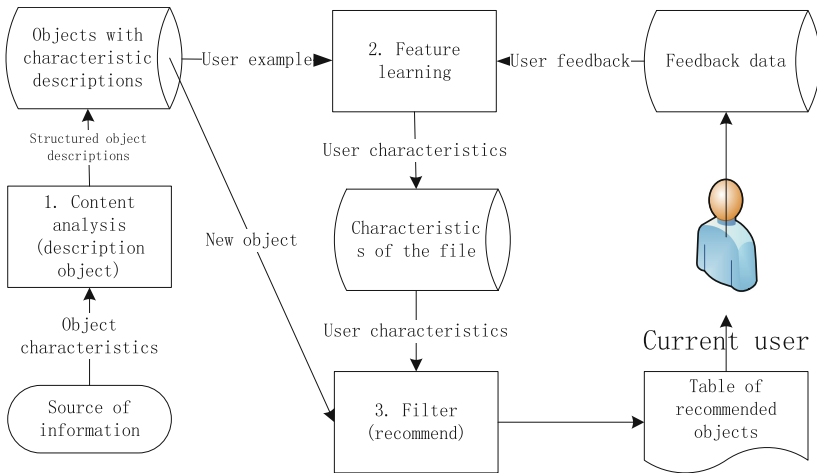 Objects with
characteristic
descriptions
User example
2. Feature
learning
User feedback
Feedback data
Structured object
descriptions
User characteristics
1. Content
analysis
(description
object)
New object
Characteristic
s of the file
Object
characteristics
User characteristics
Current user
Source of
information
3. Filter
(recommend)
Table of
recommended
objects